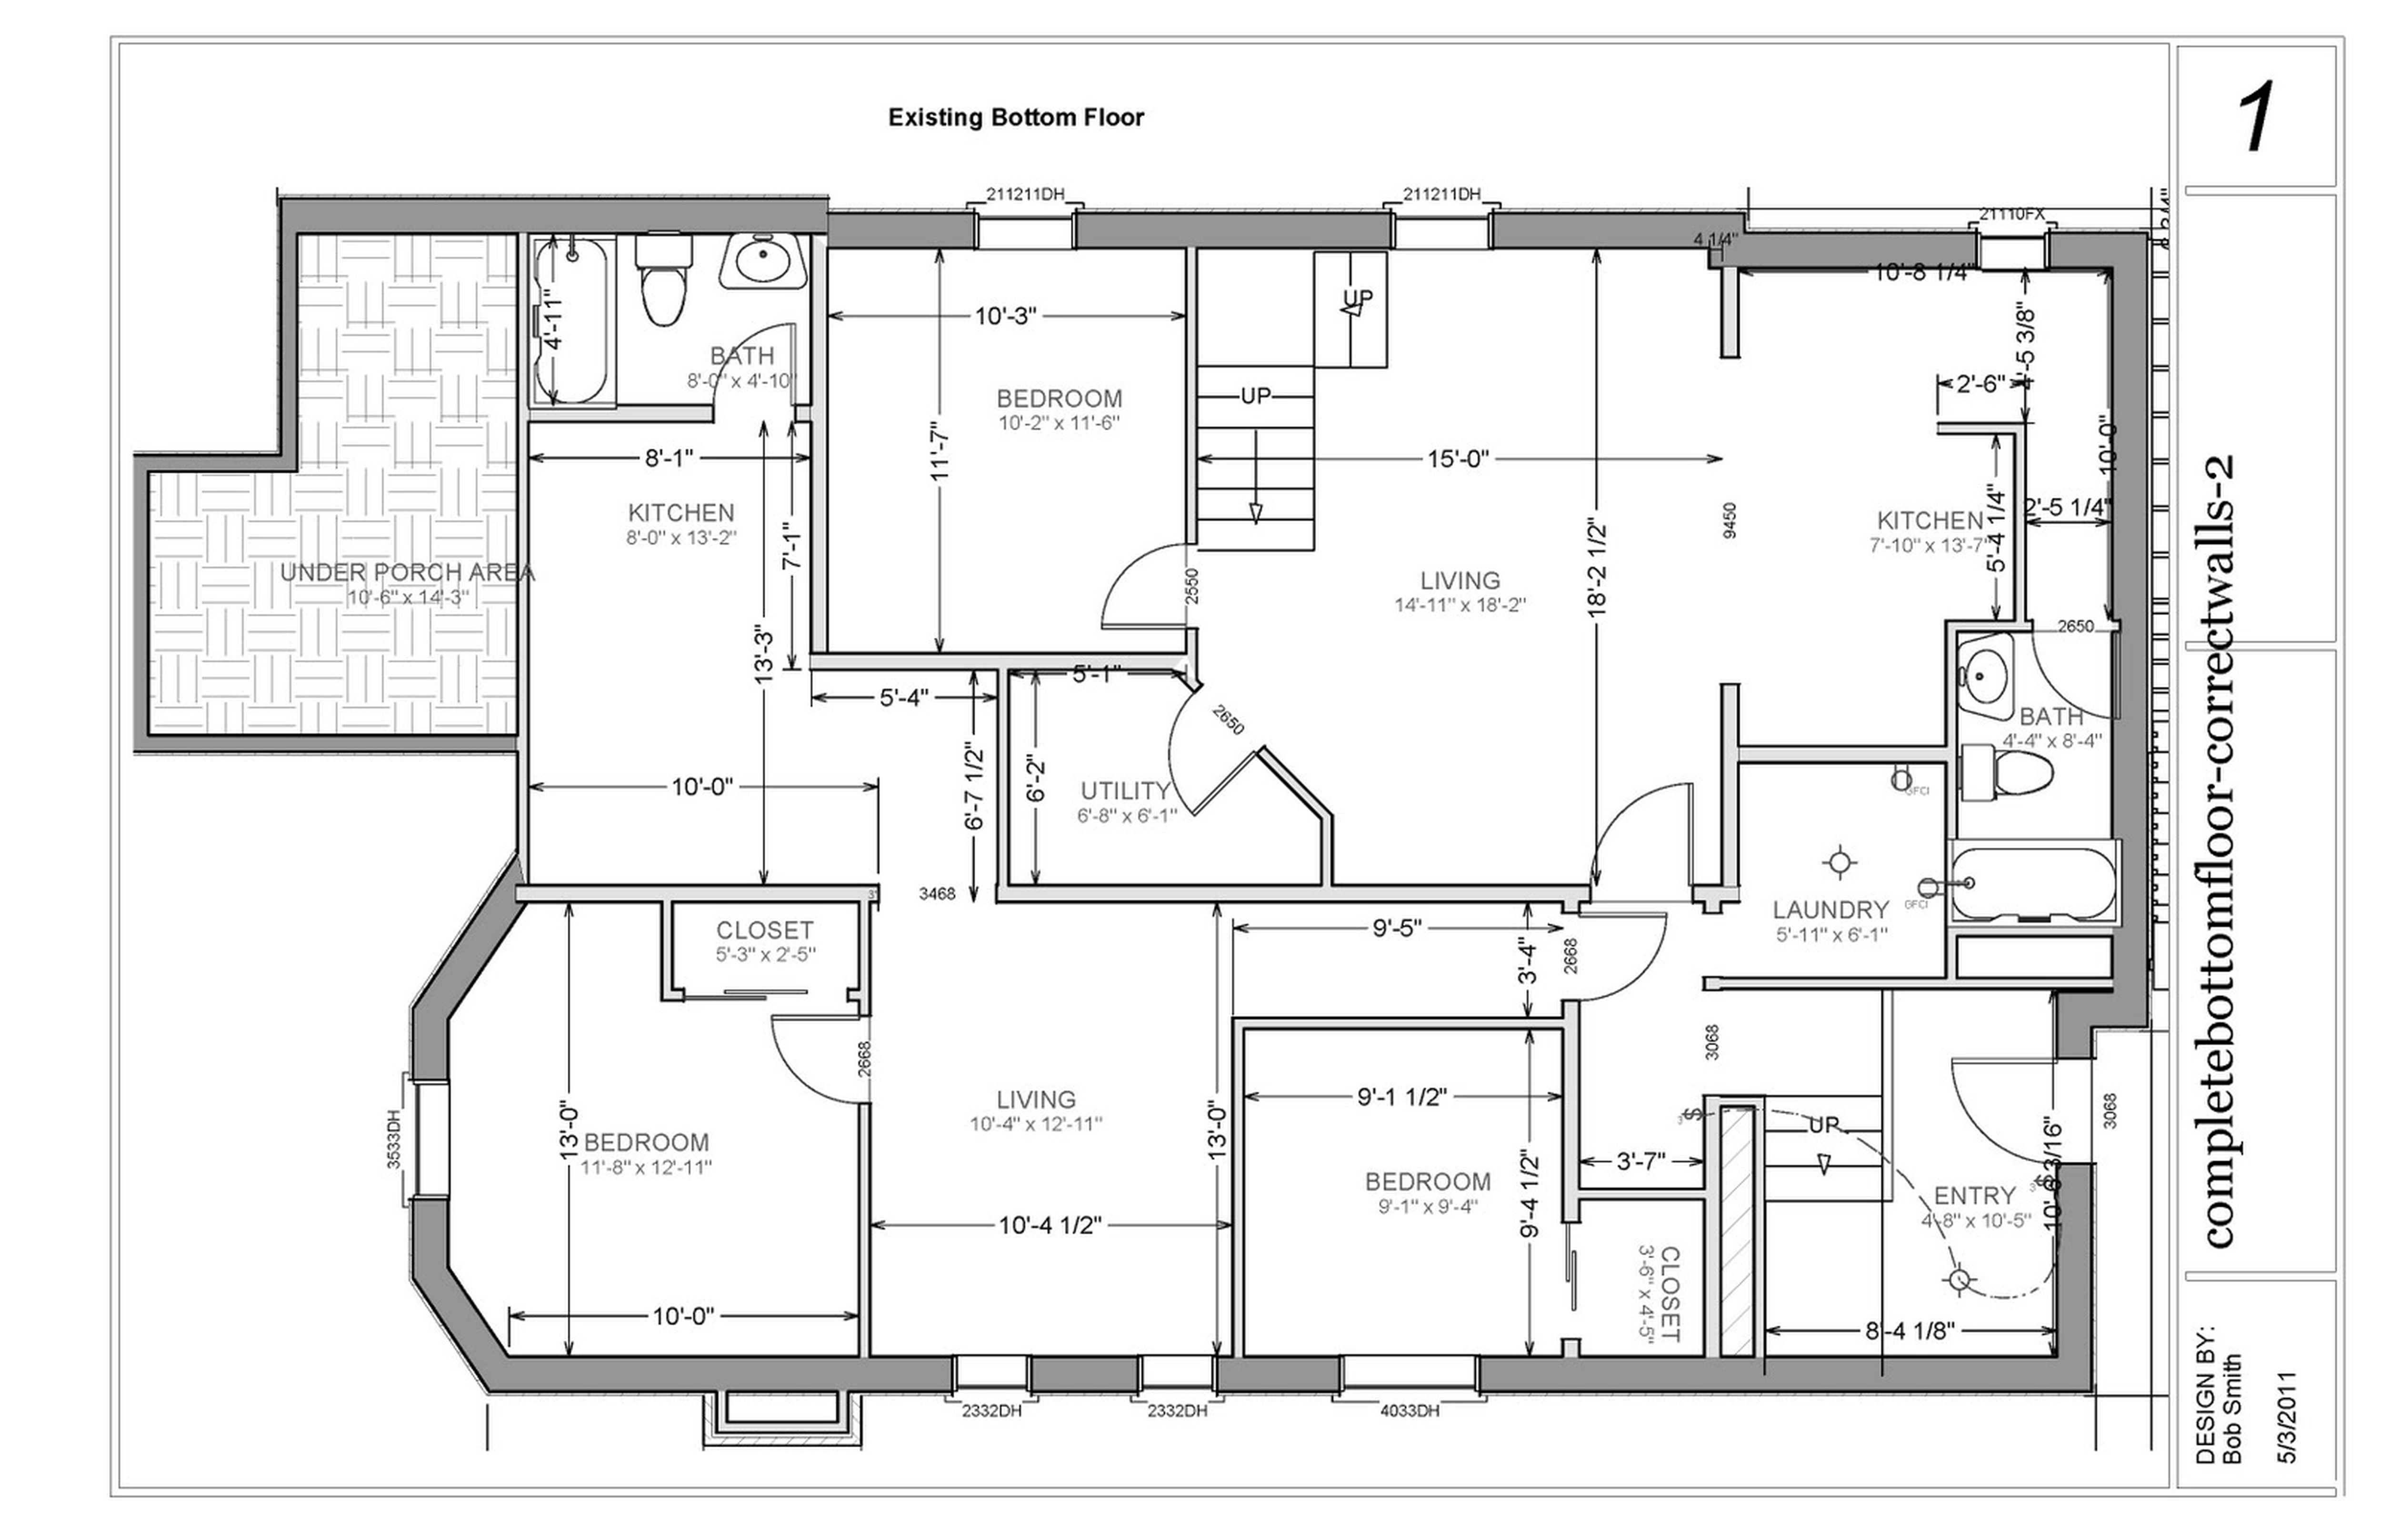 Existing Bottom Floor
1
211211DH
211211DH
21110FX
4 1/4"
10'-8 1/4"
4'-11"
BATH
8'-0" x 4'-10"
10'-3"
BEDROOM
10'-2" x 11'-6"
11'-7"
UP
UP
15'-0"
18'-2 1/2"
9450
2'-6"
4'-5 3/8"
10'-0"
2'-5 1/4"
5'-4 1/4"
KITCHEN
7'-10" x 13'-7"
8'-1"
KITCHEN
8'-0" x 13'-2"
7'-1"
13'-3"
UNDER PORCH AREA
10'-6" x 14'-3"
2550
LIVING
14'-11" x 18'-2"
2650
5'-1"
5'-4"
2650
BATH
4'-4" x 8'-4"
10'-0"
6'-7 1/2"
6'-2"
UTILITY
6'-8" x 6'-1"
GFCI
GFCI
3468
LAUNDRY
5'-11" x 6'-1"
CLOSET
5'-3" x 2'-5"
9'-5"
3'-4"
2668
2668
3068
3068
LIVING
10'-4" x 12'-11"
13'-0"
13'-0"
BEDROOM
11'-8" x 12'-11"
3533DH
9'-1 1/2"
BEDROOM
9'-1" x 9'-4"
9'-4 1/2"
3'-7"
UP
ENTRY
4'-8" x 10'-5"
10'-4 1/2"
10'-0"
CLOSET
3'-6" x 4'-5"
8'-4 1/8"
2332DH
2332DH
4033DH
completebottomfloor-correctwalls-2
DESIGN BY:
Bob Smith
5/3/2011